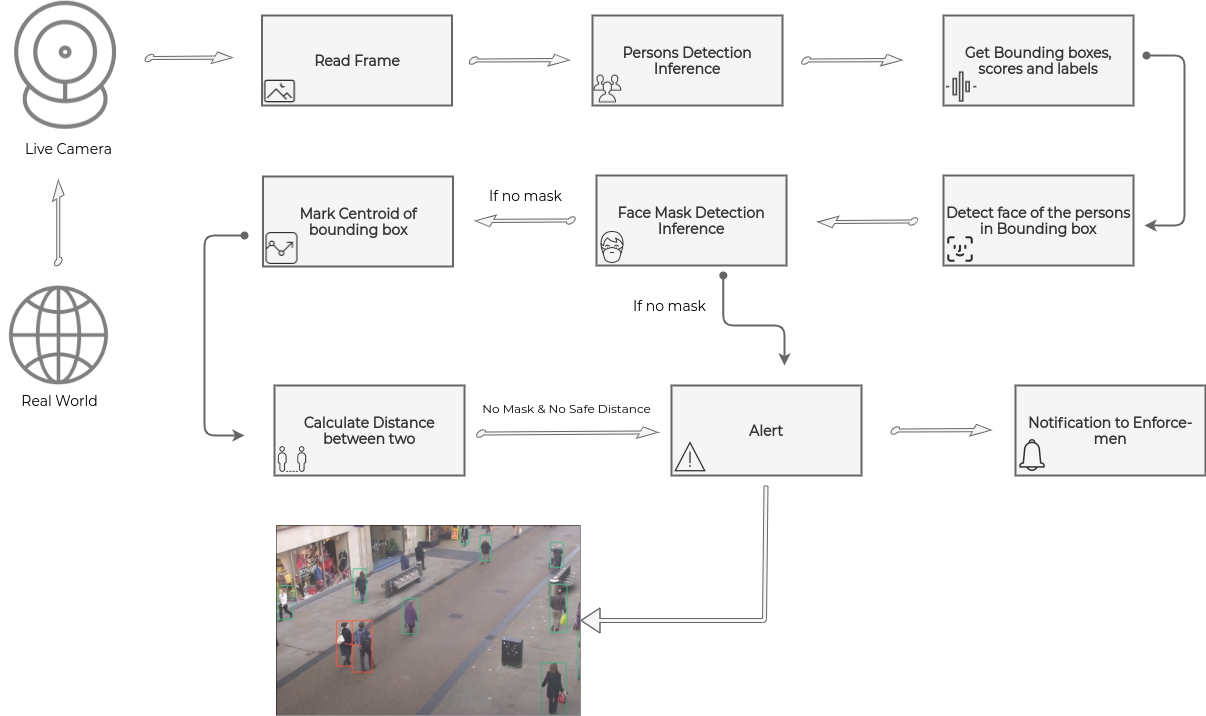 Read Frame
Persons Detection
Inference
Get Bounding boxes,
scores and labels
Live Camera
If no mask
Mark Centroid of
bounding box
Face Mask Detection
Inference
Detect face of the persons
in Bounding box
If no mask
Real World
No Mask & No Safe Distance
Calculate Distance
between two
Alert
Notification to Enforce-
men